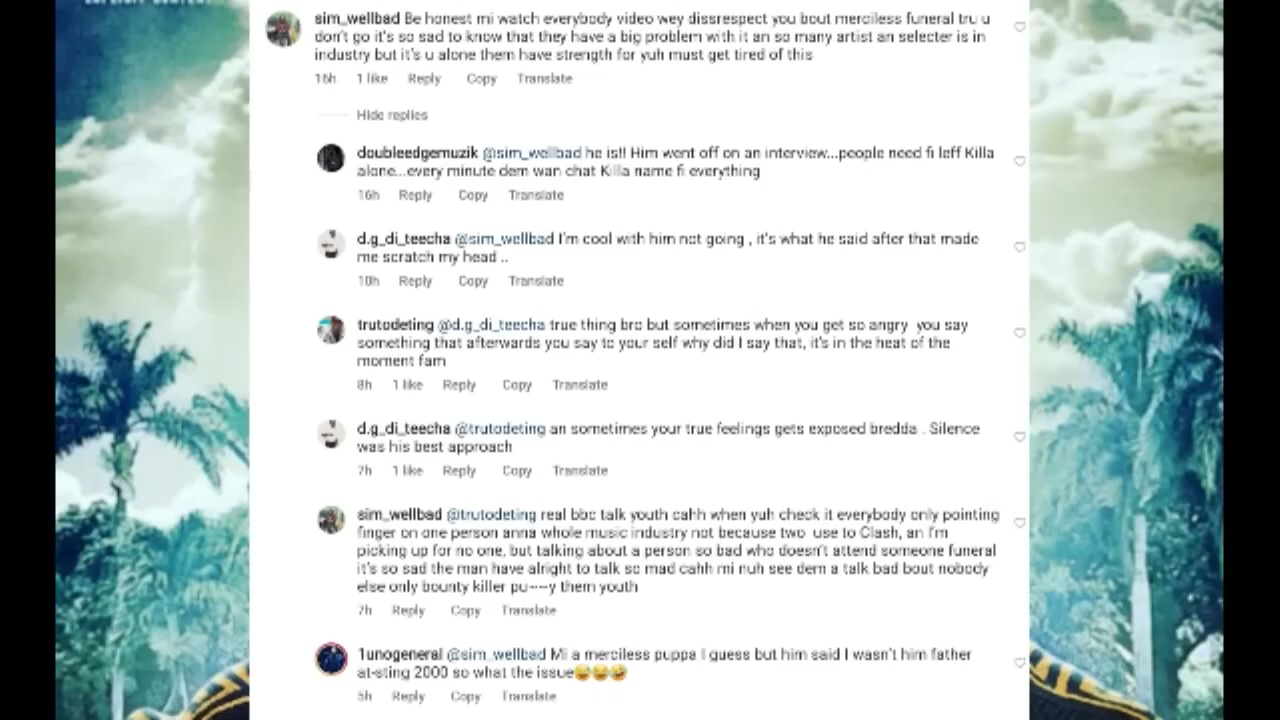 sim_wellbad Be honest mi watch everybody video wey dissrespect you bout merciless funeral tru u
don't go it's so sad to know that they have a big problem with it an so many artist an selecter is in
industry but it's u alone them have strength for yuh must get tired of this
16h 1 like Reply Copy Translate
Hide replies
doubleedgemuzik @sim_wellbad he is!! Him went off on an interview...people need fi leff Killa
alone...every minute dem wan chat Killa name fi everything
16h Reply Copy Translate
d.g_di_teecha @sim_wellbad I'm cool with him not going , it's what he said after that made
me scratch my head ..
10h Reply Copy Translate
trutodeting @d.g_di_teecha true thing bro but sometimes when you get so angry you say
something that afterwards you say to your self why did I say that, it's in the heat of the
moment fam
8h 1 like Reply Copy Translate
d.g_di_teecha @trutodeting an sometimes your true feelings gets exposed bredda . Silence
was his best approach
7h 1 like Reply Copy Translate
sim_wellbad @trutodeting real bbc talk youth cahh when yuh check it everybody only pointing
finger on one person anna whole music industry not because two use to Clash, an I'm
picking up for no one, but talking about a person so bad who doesn't attend someone funeral
it's so sad the man have alright to talk so mad cahh mi nuh see dem a talk bad bout nobody
else only bounty killer pu----y them youth
7h Reply Copy Translate
1unogeneral @sim_wellbad Mi a merciless puppa I guess but him said I wasn't him father
at-sting 2000 so what the issue😅😅🤣
5h Reply Copy Translate